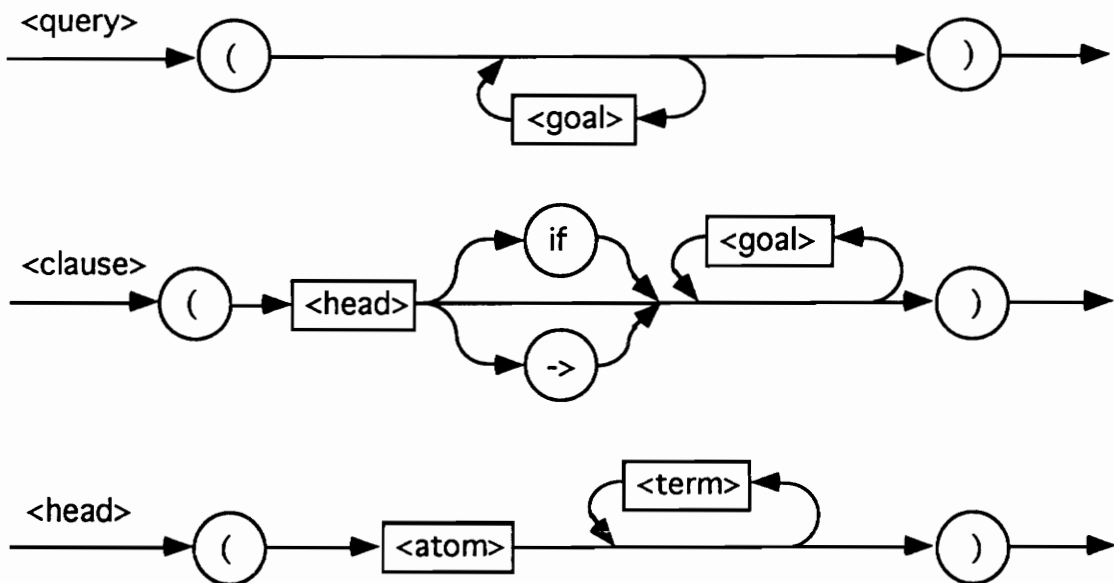 <query>
( )
<goal>
if <goal>
<clause>
( <head> )
->
<term>
<head>
( <atom> )